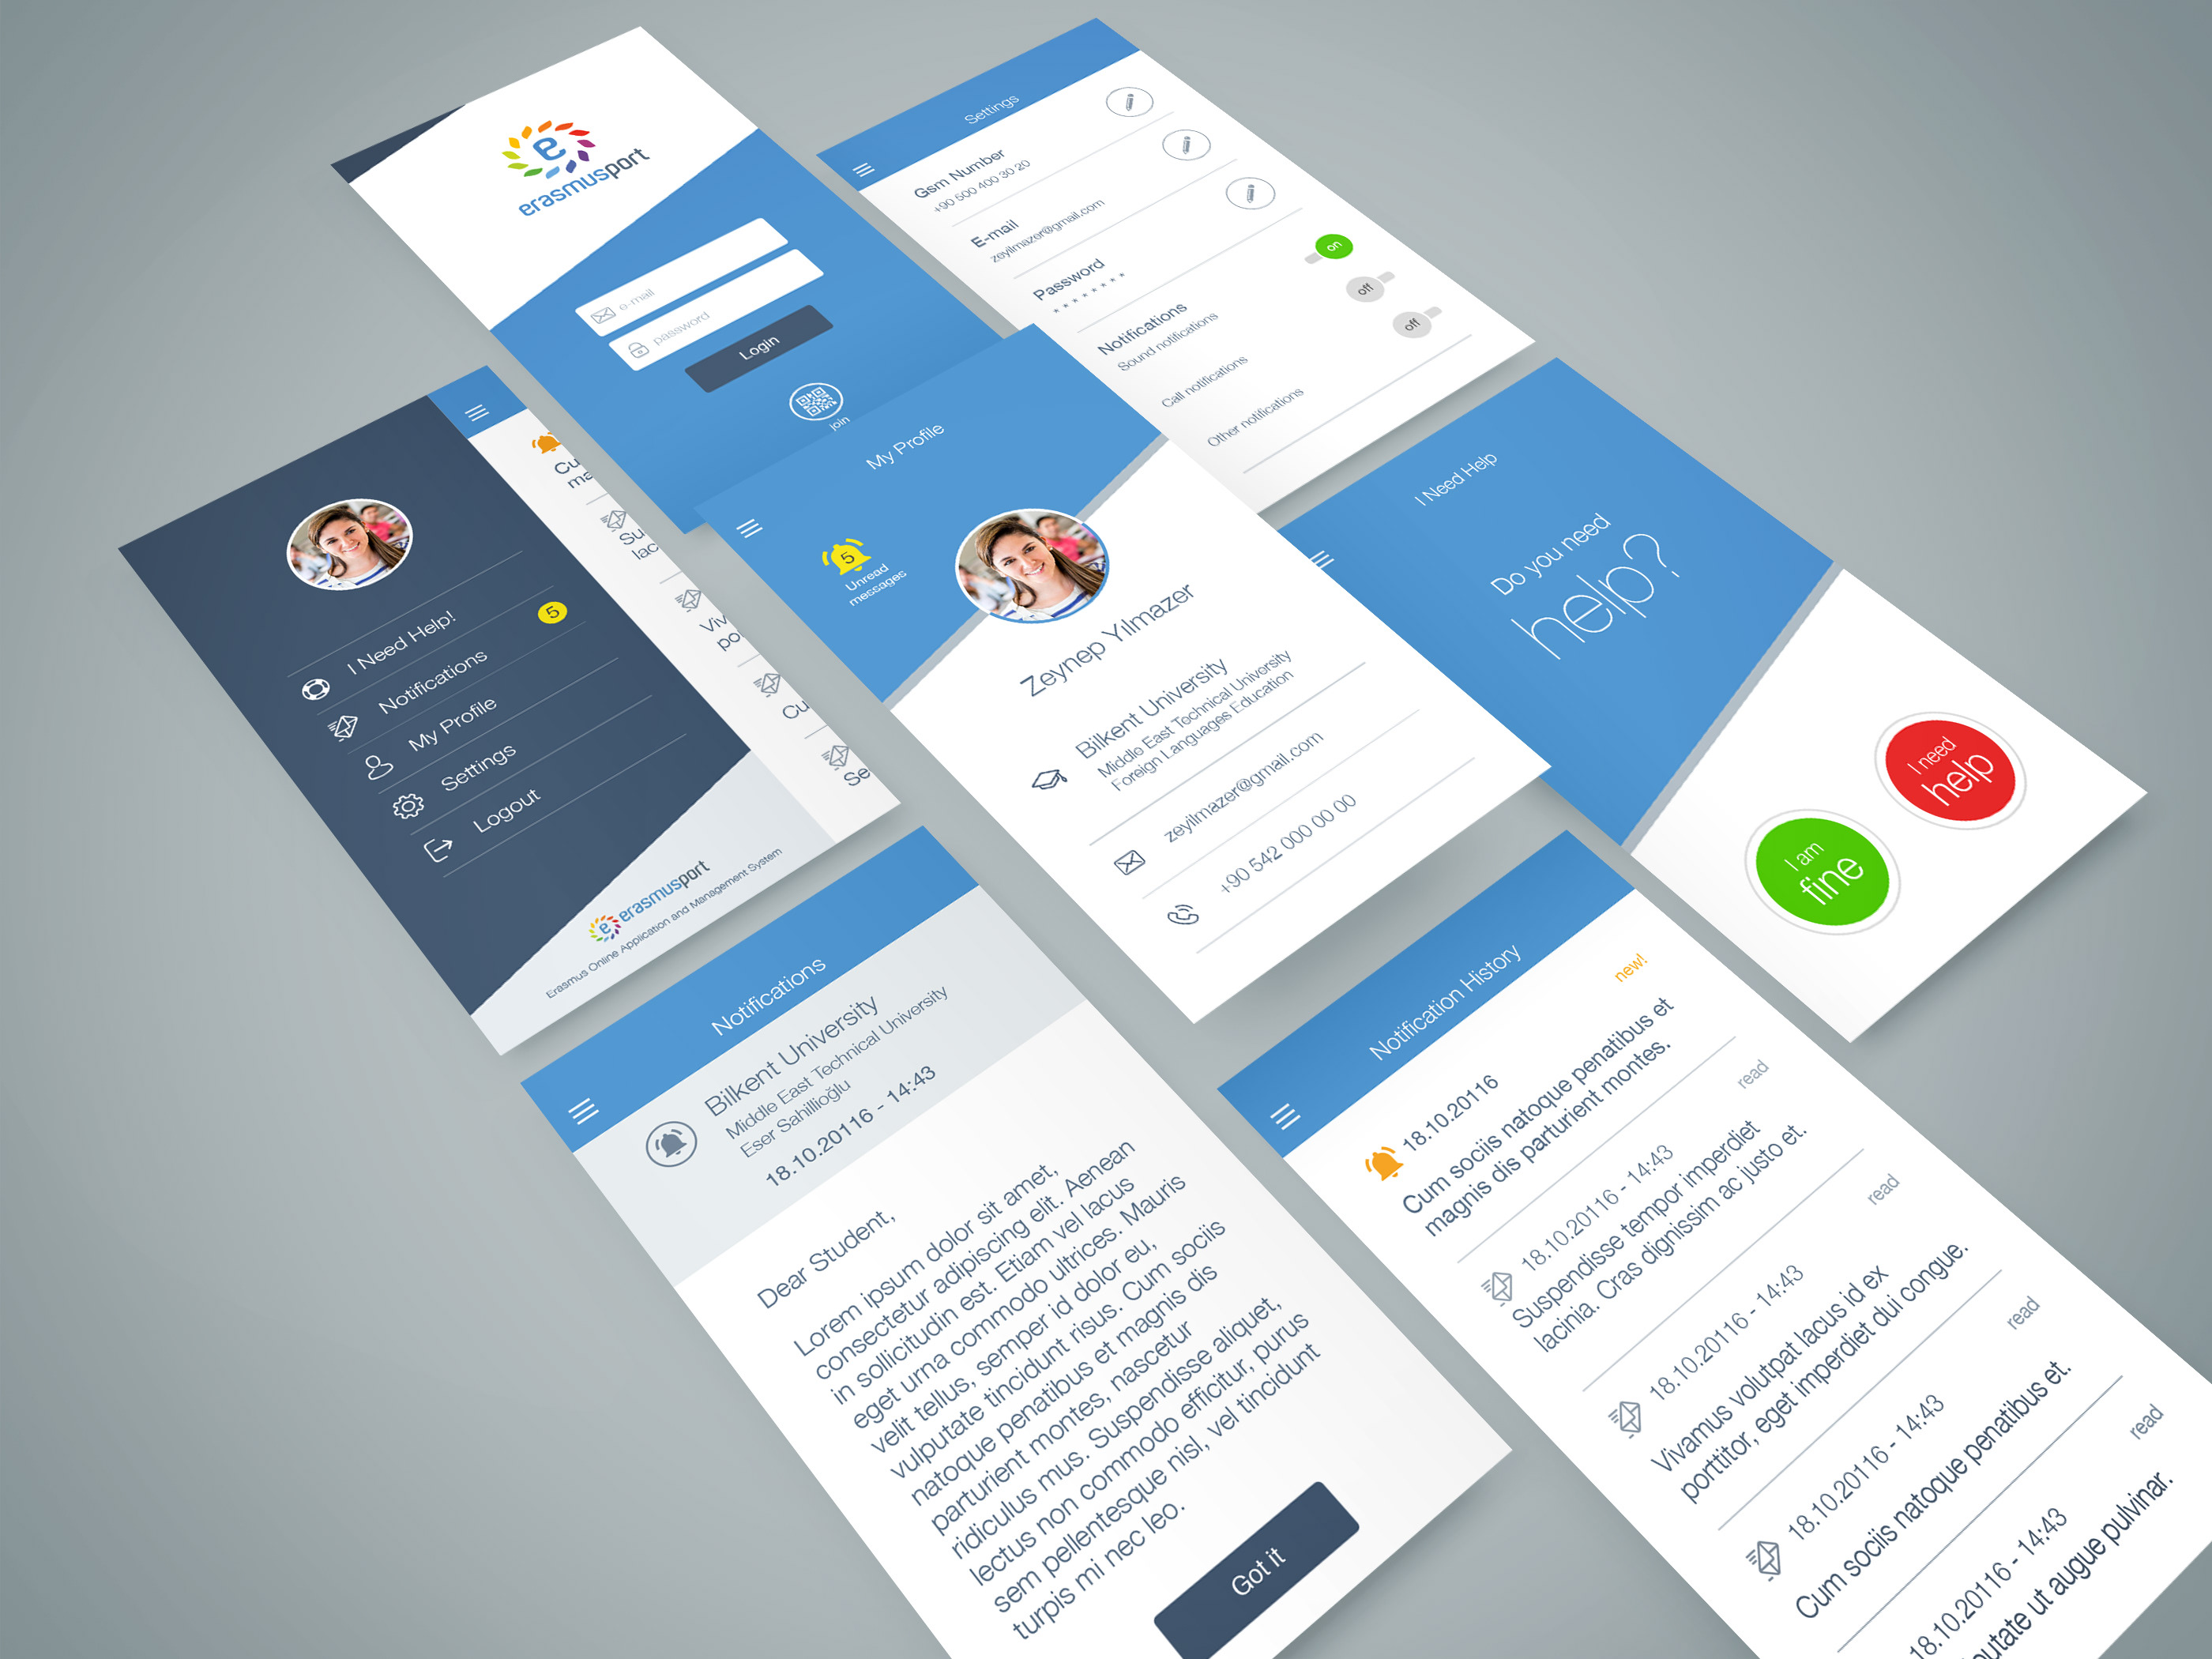 e
erasmusport
e-mail
password
Login
join
Settings
Gsm Number
+90 500 400 30 20
E-mail
zeyilmazer@gmail.com
Password
********
Notifications
Sound notifications
on
Call notifications
off
Other notifications
off
I Need Help!
Notifications
5
My Profile
Settings
Logout
erasmusport
Erasmus Online Application and Management System
Cu
ma
Su
lac
Viv
po
Cu
Se
My Profile
5
Unread
messages
Zeynep Yılmazer
Bilkent University
Middle East Technical University
Foreign Languages Education
zeyilmazer@gmail.com
+90 542 000 00 00
I Need Help
Do you need
help?
I need
help
I am
fine
Notifications
Bilkent University
Middle East Technical University
Eser Sahillioğlu
18.10.20116 - 14:43
Dear Student,
Lorem ipsum dolor sit amet,
consectetur adipiscing elit. Aenean
in sollicitudin est. Etiam vel lacus
eget urna commodo ultrices. Mauris
velit tellus, semper id dolor eu,
vulputate tincidunt risus. Cum sociis
natoque penatibus et magnis dis
parturient montes, nascetur
ridiculus mus. Suspendisse aliquet,
lectus non commodo efficitur, purus
sem pellentesque nisl, vel tincidunt
turpis mi nec leo.
Got it
Notification History
new!
18.10.20116
Cum sociis natoque penatibus et
magnis dis parturient montes.
read
18.10.20116 - 14:43
Suspendisse tempor imperdiet
lacinia. Cras dignissim ac justo et.
read
18.10.20116 - 14:43
Vivamus volutpat lacus id ex
porttitor, eget imperdiet dui congue.
read
18.10.20116 - 14:43
Cum sociis natoque penatibus et.
read
18.10.20116 - 14:43
outate ut augue pulvinar.